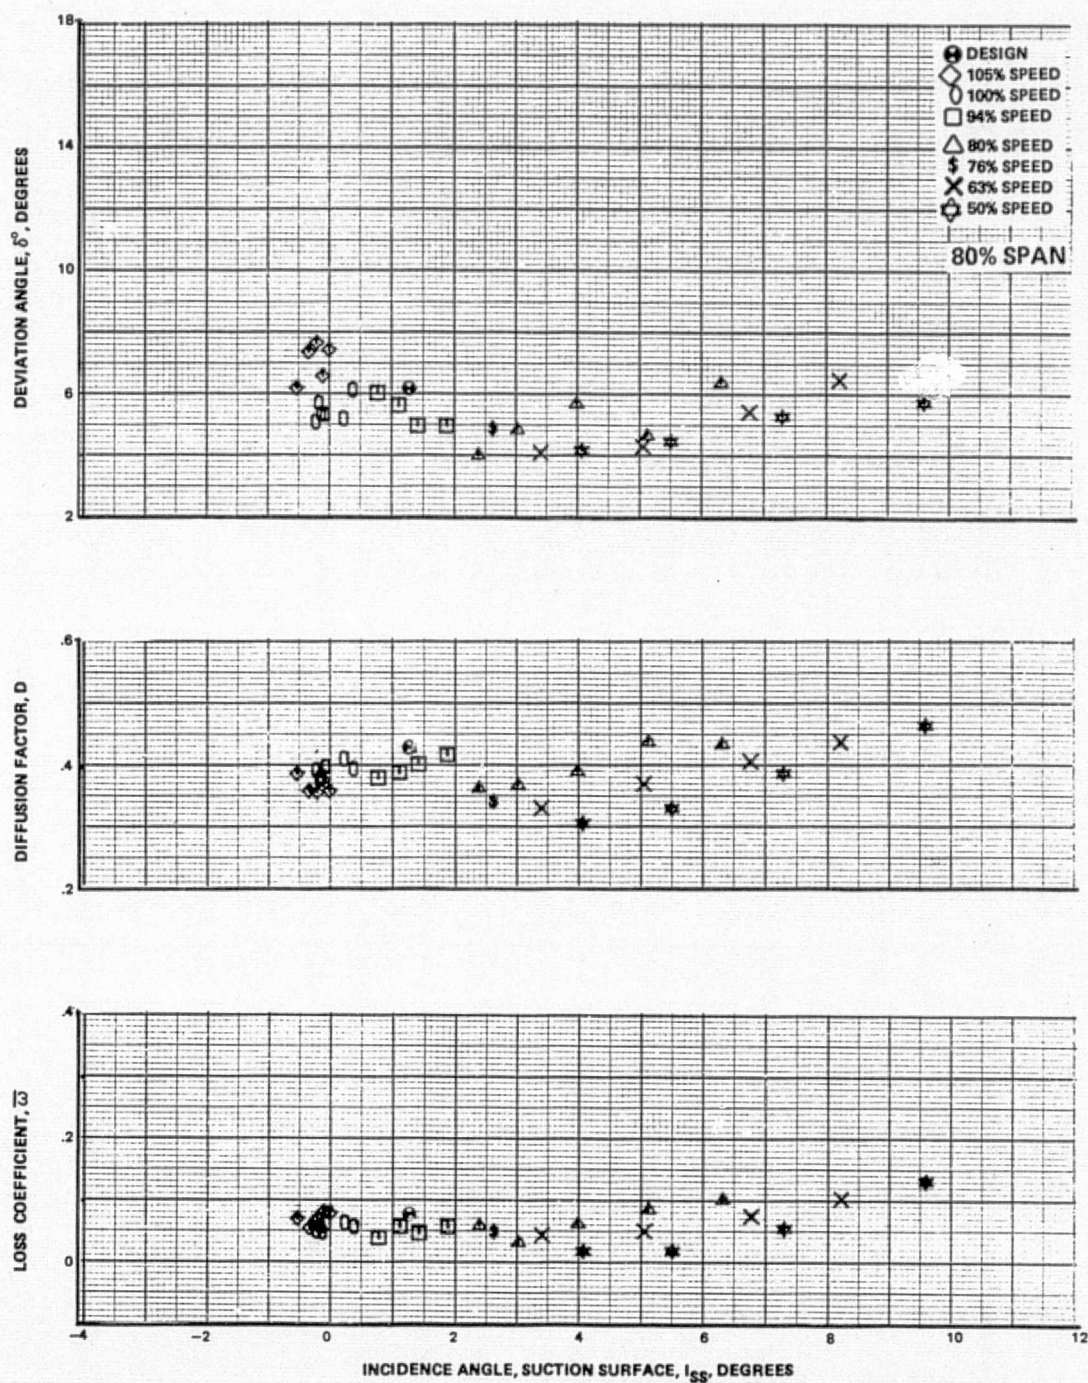 18
14
10
6
2
DEVIATION ANGLE, δ°, DEGREES
DESIGN
105% SPEED
100% SPEED
94% SPEED
80% SPEED
$ 76% SPEED
63% SPEED
50% SPEED
80% SPAN
.6
.4
.2
DIFFUSION FACTOR, D
.4
.2
0
LOSS COEFFICIENT, ω̅
-4
-2
0
2
4
6
8
10
12
INCIDENCE ANGLE, SUCTION SURFACE, ISS, DEGREES